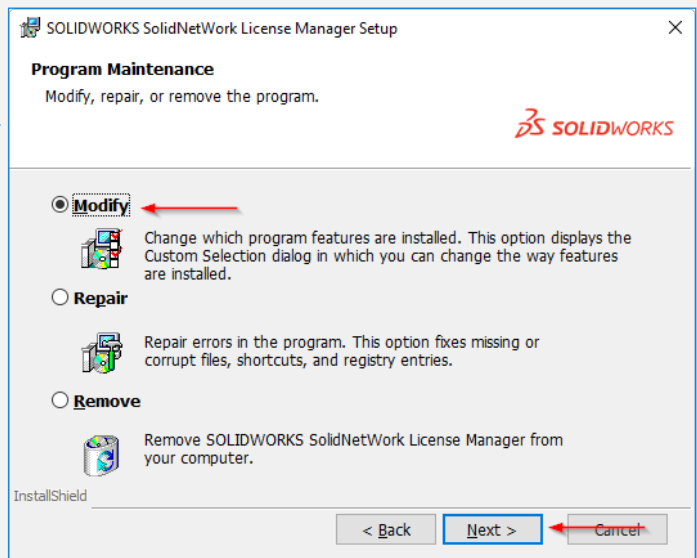 SOLIDWORKS SolidNetWork License Manager Setup
Program Maintenance
Modify, repair, or remove the program.
SOLIDWORKS
Modify
Change which program features are installed. This option displays the
Custom Selection dialog in which you can change the way features
are installed.
Repair
Repair errors in the program. This option fixes missing or
corrupt files, shortcuts, and registry entries.
Remove
Remove SOLIDWORKS SolidNetWork License Manager from
your computer.
InstallShield
< Back Next > Cancel